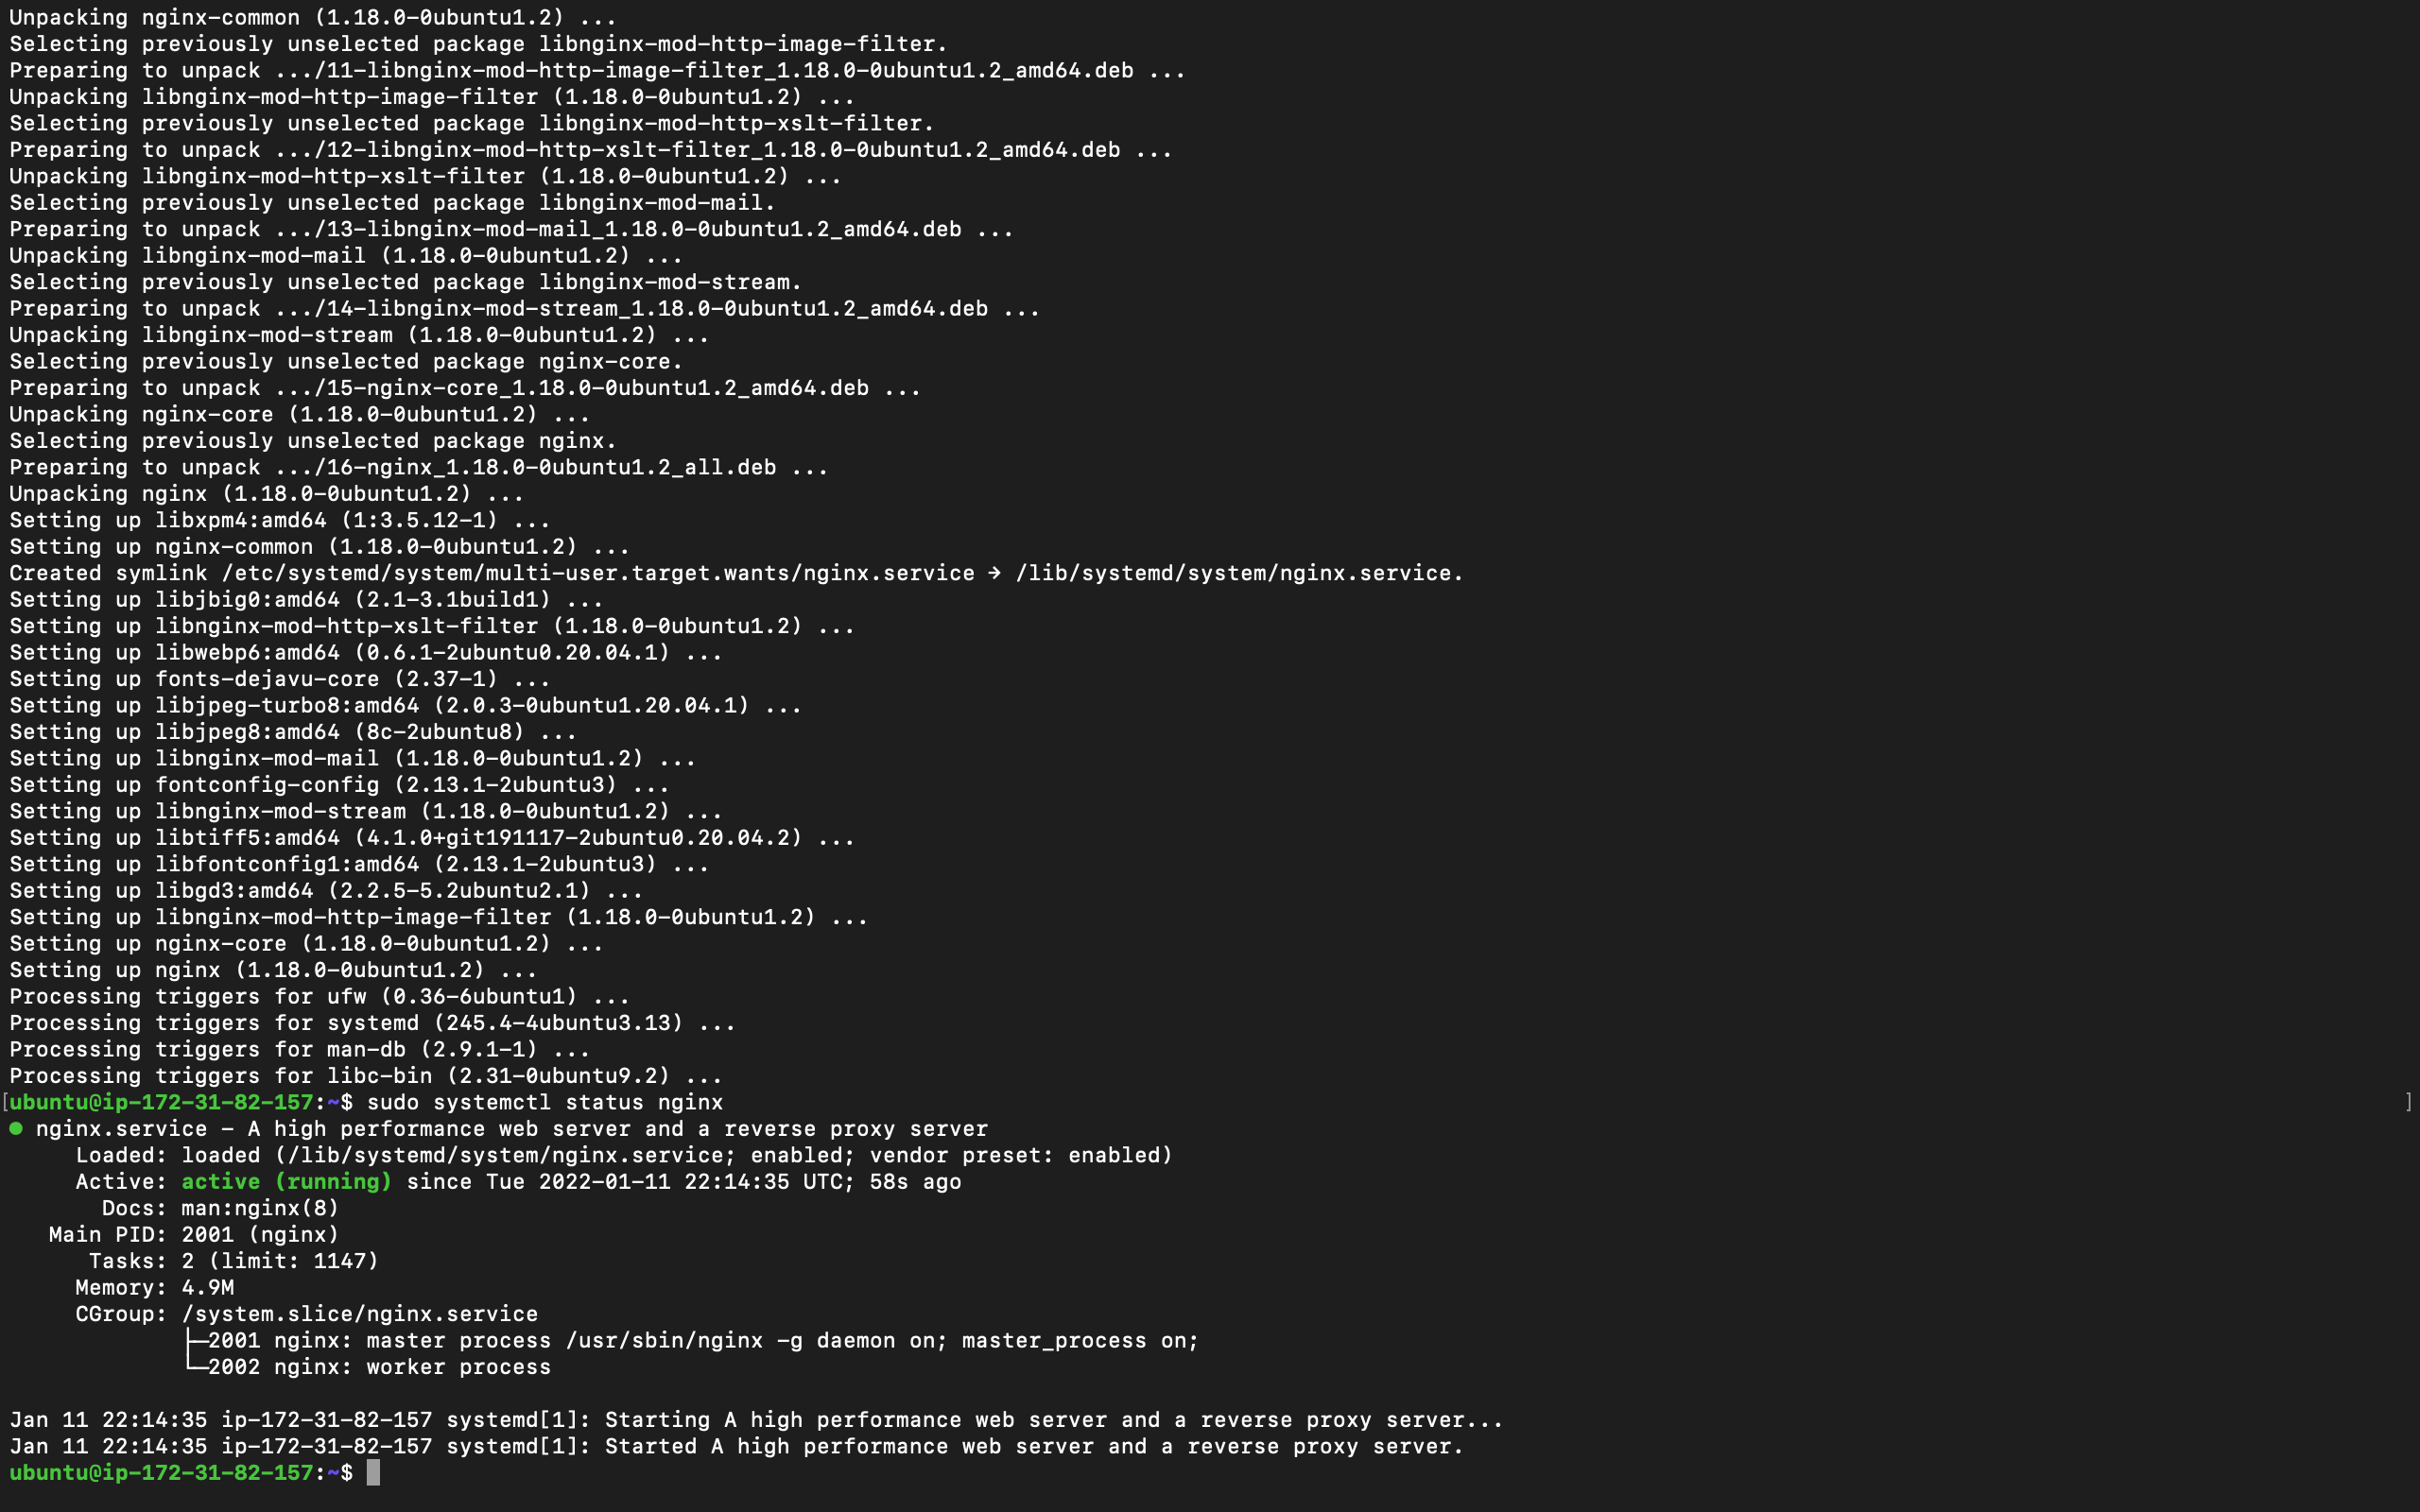 Unpacking nginx-common (1.18.0-0ubuntu1.2) ...
Selecting previously unselected package libnginx-mod-http-image-filter.
Preparing to unpack .../11-libnginx-mod-http-image-filter_1.18.0-0ubuntu1.2_amd64.deb ...
Unpacking libnginx-mod-http-image-filter (1.18.0-0ubuntu1.2) ...
Selecting previously unselected package libnginx-mod-http-xslt-filter.
Preparing to unpack .../12-libnginx-mod-http-xslt-filter_1.18.0-0ubuntu1.2_amd64.deb ...
Unpacking libnginx-mod-http-xslt-filter (1.18.0-0ubuntu1.2) ...
Selecting previously unselected package libnginx-mod-mail.
Preparing to unpack .../13-libnginx-mod-mail_1.18.0-0ubuntu1.2_amd64.deb ...
Unpacking libnginx-mod-mail (1.18.0-0ubuntu1.2) ...
Selecting previously unselected package libnginx-mod-stream.
Preparing to unpack .../14-libnginx-mod-stream_1.18.0-0ubuntu1.2_amd64.deb ...
Unpacking libnginx-mod-stream (1.18.0-0ubuntu1.2) ...
Selecting previously unselected package nginx-core.
Preparing to unpack .../15-nginx-core_1.18.0-0ubuntu1.2_amd64.deb ...
Unpacking nginx-core (1.18.0-0ubuntu1.2) ...
Selecting previously unselected package nginx.
Preparing to unpack .../16-nginx_1.18.0-0ubuntu1.2_all.deb ...
Unpacking nginx (1.18.0-0ubuntu1.2) ...
Setting up libxpm4:amd64 (1:3.5.12-1) ...
Setting up nginx-common (1.18.0-0ubuntu1.2) ...
Created symlink /etc/systemd/system/multi-user.target.wants/nginx.service → /lib/systemd/system/nginx.service.
Setting up libjbig0:amd64 (2.1-3.1build1) ...
Setting up libnginx-mod-http-xslt-filter (1.18.0-0ubuntu1.2) ...
Setting up libwebp6:amd64 (0.6.1-2ubuntu0.20.04.1) ...
Setting up fonts-dejavu-core (2.37-1) ...
Setting up libjpeg-turbo8:amd64 (2.0.3-0ubuntu1.20.04.1) ...
Setting up libjpeg8:amd64 (8c-2ubuntu8) ...
Setting up libnginx-mod-mail (1.18.0-0ubuntu1.2) ...
Setting up fontconfig-config (2.13.1-2ubuntu3) ...
Setting up libnginx-mod-stream (1.18.0-0ubuntu1.2) ...
Setting up libtiff5:amd64 (4.1.0+git191117-2ubuntu0.20.04.2) ...
Setting up libfontconfig1:amd64 (2.13.1-2ubuntu3) ...
Setting up libgd3:amd64 (2.2.5-5.2ubuntu2.1) ...
Setting up libnginx-mod-http-image-filter (1.18.0-0ubuntu1.2) ...
Setting up nginx-core (1.18.0-0ubuntu1.2) ...
Setting up nginx (1.18.0-0ubuntu1.2) ...
Processing triggers for ufw (0.36-6ubuntu1) ...
Processing triggers for systemd (245.4-4ubuntu3.13) ...
Processing triggers for man-db (2.9.1-1) ...
Processing triggers for libc-bin (2.31-0ubuntu9.2) ...
[ubuntu@ip-172-31-82-157:~$ sudo systemctl status nginx ]
● nginx.service - A high performance web server and a reverse proxy server
Loaded: loaded (/lib/systemd/system/nginx.service; enabled; vendor preset: enabled)
Active: active (running) since Tue 2022-01-11 22:14:35 UTC; 58s ago
Docs: man:nginx(8)
Main PID: 2001 (nginx)
Tasks: 2 (limit: 1147)
Memory: 4.9M
CGroup: /system.slice/nginx.service
├─2001 nginx: master process /usr/sbin/nginx -g daemon on; master_process on;
└─2002 nginx: worker process
Jan 11 22:14:35 ip-172-31-82-157 systemd[1]: Starting A high performance web server and a reverse proxy server...
Jan 11 22:14:35 ip-172-31-82-157 systemd[1]: Started A high performance web server and a reverse proxy server.
ubuntu@ip-172-31-82-157:~$